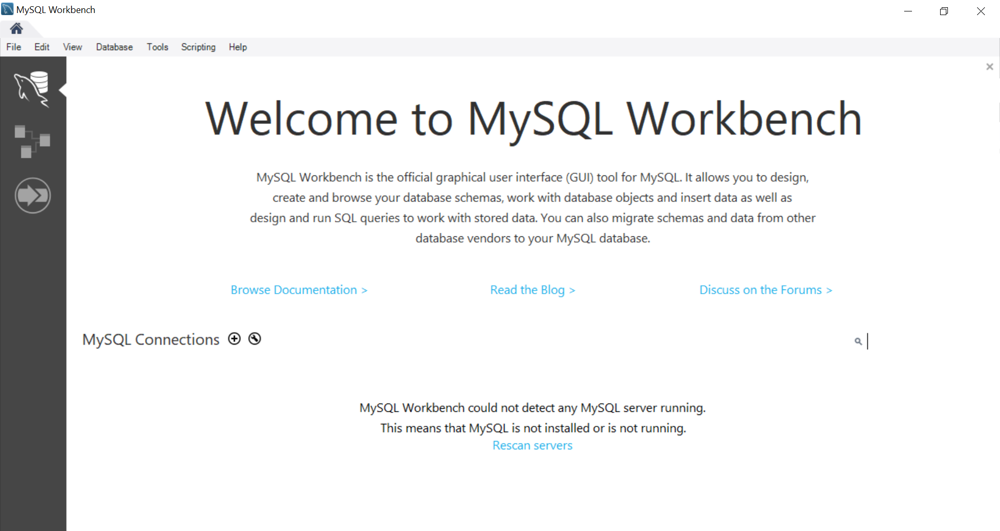 MySQL Workbench
File Edit View Database Tools Scripting Help
Welcome to MySQL Workbench
MySQL Workbench is the official graphical user interface (GUI) tool for MySQL. It allows you to design,
create and browse your database schemas, work with database objects and insert data as well as
design and run SQL queries to work with stored data. You can also migrate schemas and data from other
database vendors to your MySQL database.
Browse Documentation > Read the Blog > Discuss on the Forums >
MySQL Connections
MySQL Workbench could not detect any MySQL server running.
This means that MySQL is not installed or is not running.
Rescan servers